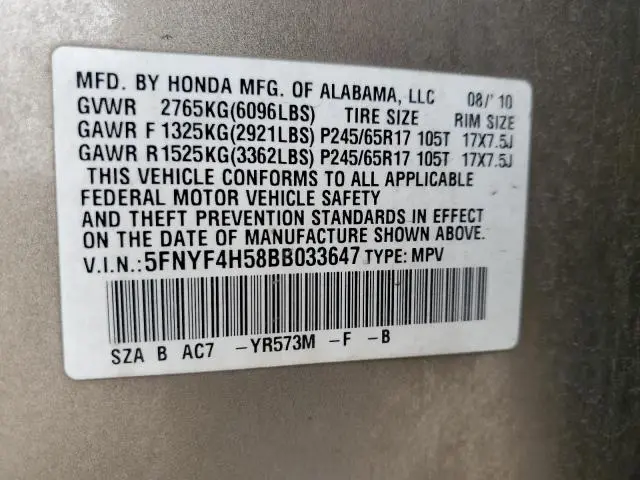 MFD. BY HONDA MFG. OF ALABAMA, LLC 08/'10
GVWR 2765KG(6096LBS) TIRE SIZE RIM SIZE
GAWR F 1325KG(2921LBS) P245/65R17 105T 17X7.5J
GAWR R 1525KG(3362LBS) P245/65R17 105T 17X7.5J
THIS VEHICLE CONFORMS TO ALL APPLICABLE
FEDERAL MOTOR VEHICLE SAFETY
AND THEFT PREVENTION STANDARDS IN EFFECT
ON THE DATE OF MANUFACTURE SHOWN ABOVE.
V.I.N.:5FNYF4H58BB033647 TYPE: MPV
SZA B AC7 -YR573M -F -B